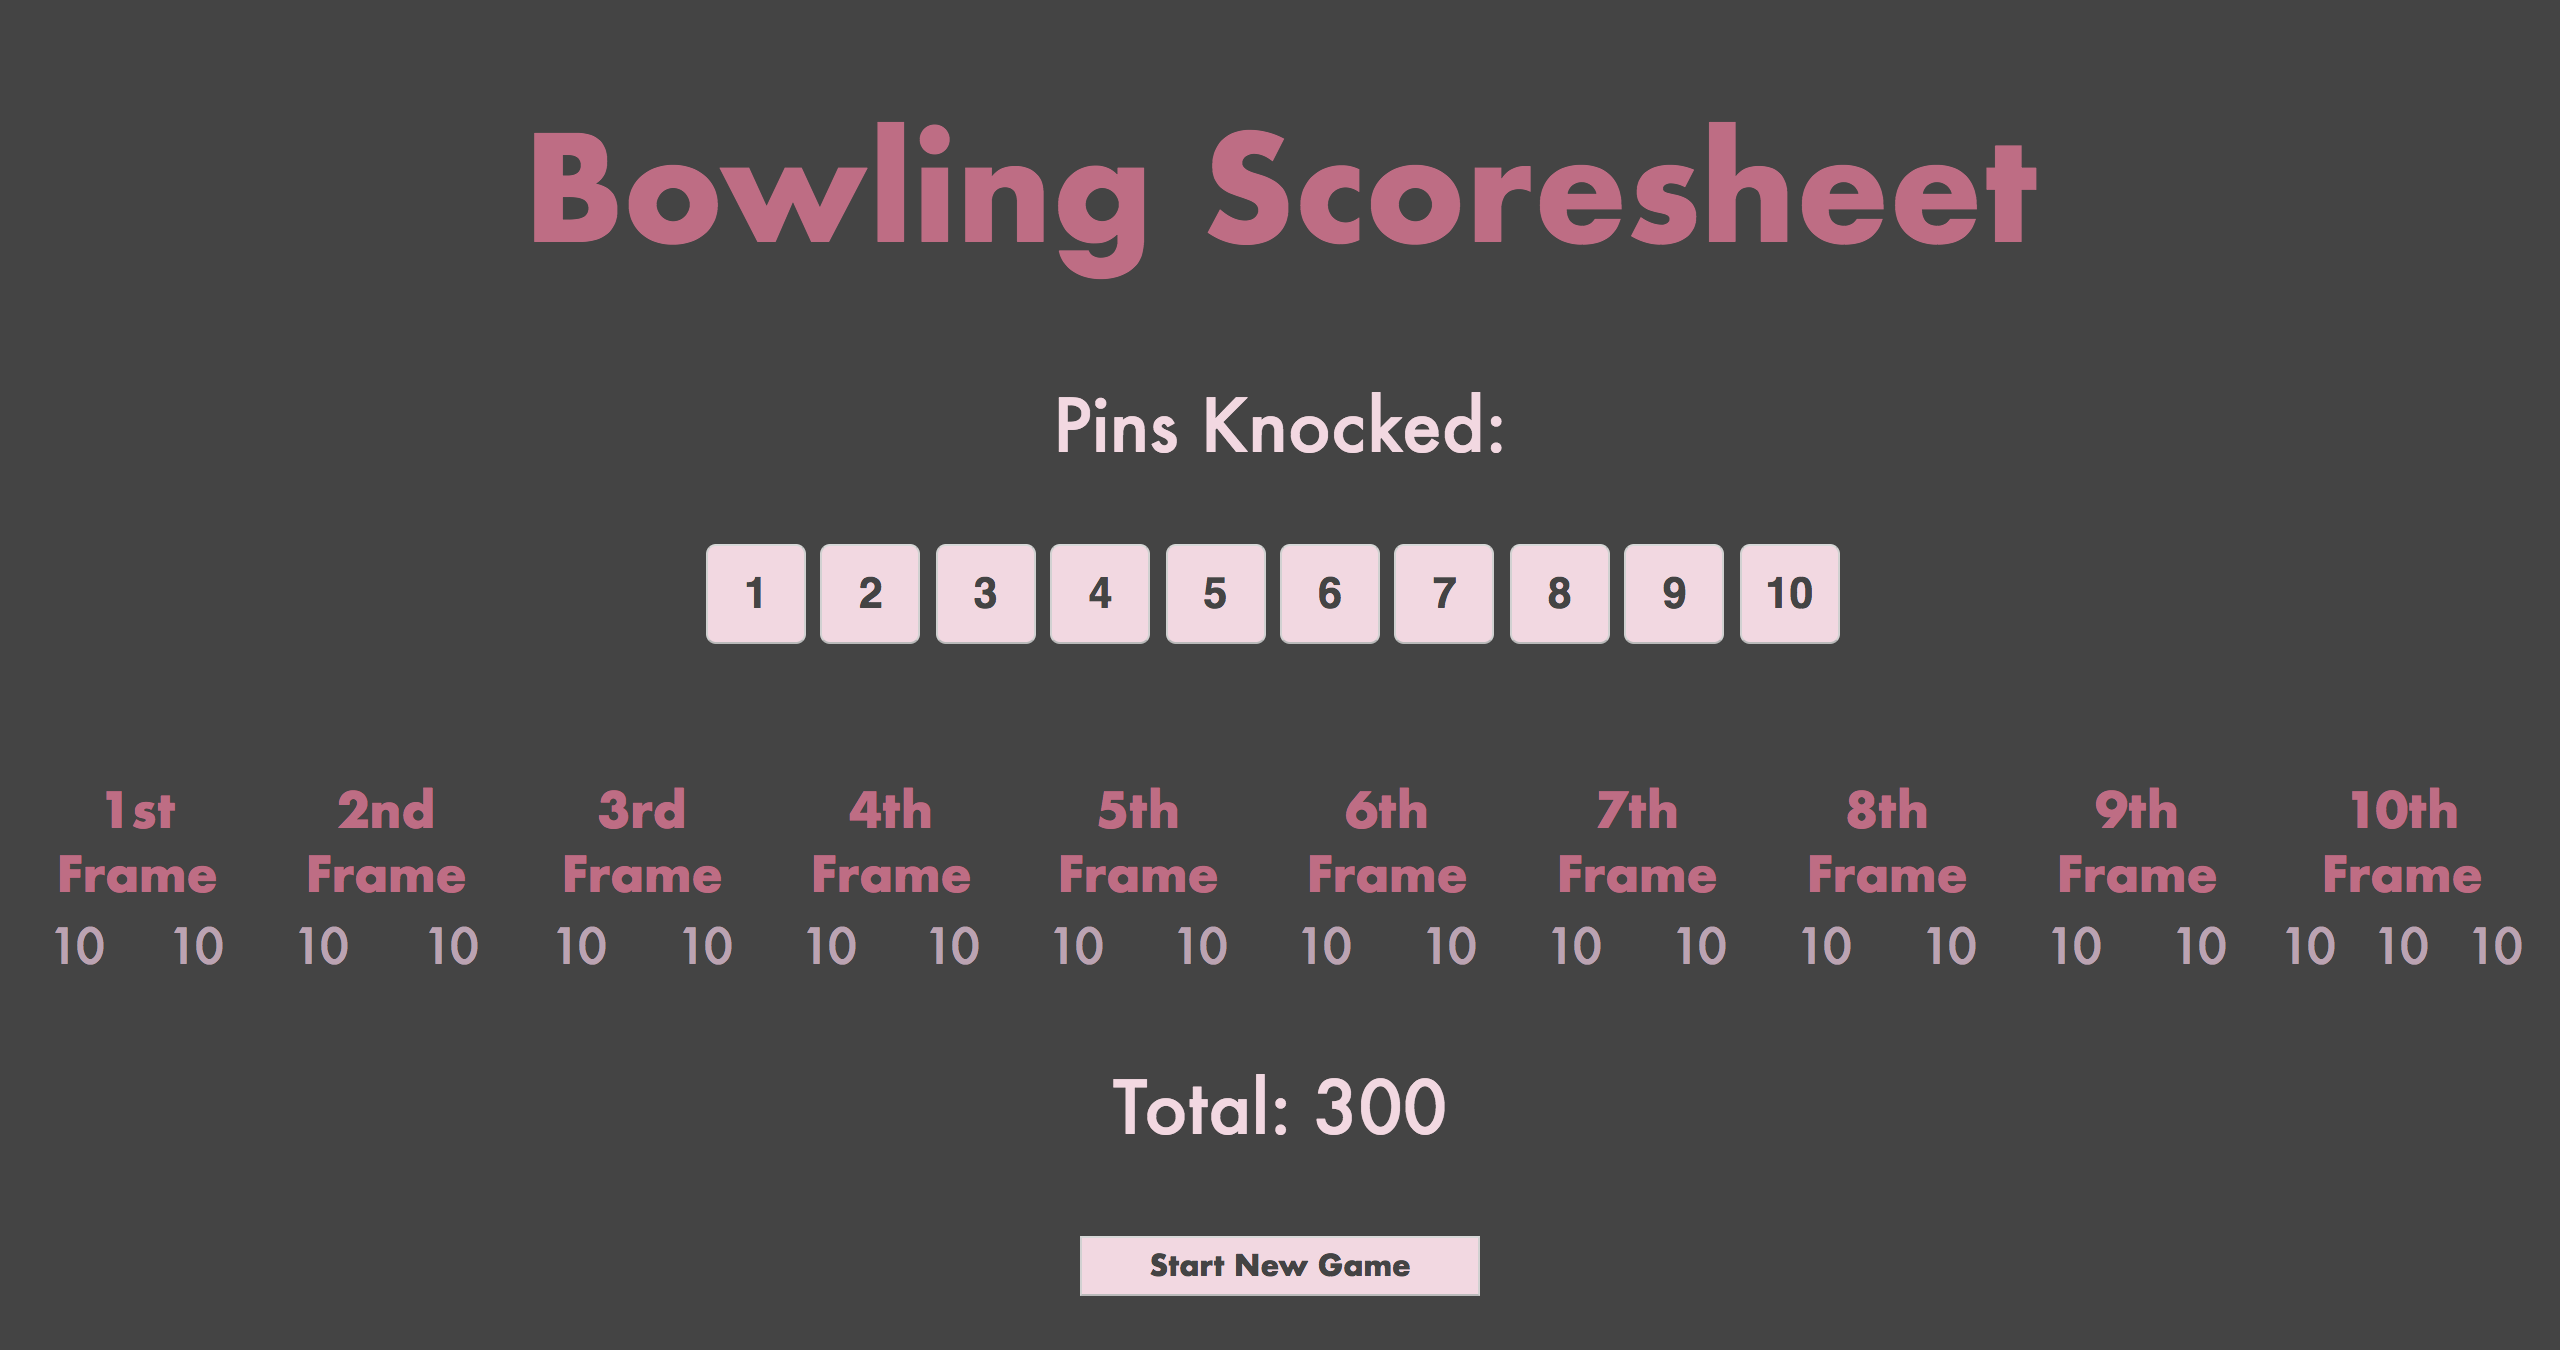 Bowling Scoresheet
Pins Knocked:
1 2 3 4 5 6 7 8 9 10
1st 2nd 3rd 4th 5th 6th 7th 8th 9th 10th
Frame Frame Frame Frame Frame Frame Frame Frame Frame Frame
10 10 10 10 10 10 10 10 10 10 10 10 10 10 10 10 10 10 10 10 10
Total: 300
Start New Game